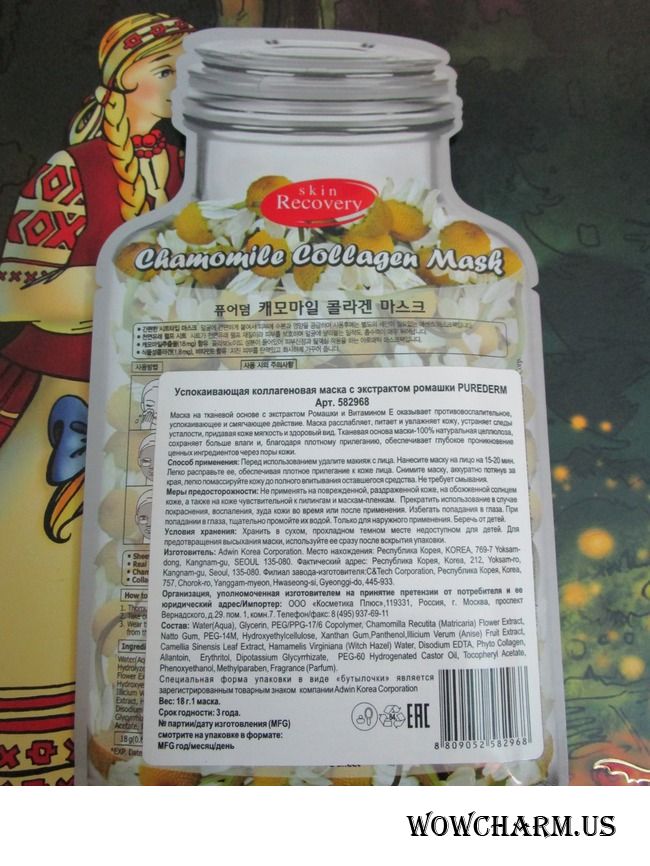 skin
Recovery
Chamomile Collagen Mask
퓨어덤 캐모마일 콜라겐 마스크
사용방법
사용 시의 주의사항
Успокаивающая коллагеновая маска с экстрактом ромашки PUREDERM
Арт. 582968
Маска на тканевой основе с экстрактом Ромашки и Витамином Е оказывает противовоспалительное,
успокаивающее и смягчающее действие. Маска расслабляет, питает и увлажняет кожу, устраняет следы
усталости, придавая коже мягкость и здоровый вид. Тканевая основа маски-100% натуральная целлюлоза,
сохраняет больше влаги и, благодаря плотному прилеганию, обеспечивает глубокое проникновение
ценных ингредиентов через поры кожи.
Способ применения: Перед использованием удалите макияж с лица. Нанесите маску на лицо на 15-20 мин.
Легко расправьте ее, обеспечивая плотное прилегание к коже лица. Снимите маску, аккуратно потянув за
края, легко помассируйте кожу до полного впитывания оставшегося средства. Не требует смывания.
Меры предосторожности: Не применять на поврежденной, раздраженной коже, на обожженной солнцем
коже, а также на коже чувствительной к пилингам и маскам-пленкам. Прекратить использование в случае
покраснения, воспаления, зуда кожи во время или после применения. Избегать попадания в глаза. При
попадании в глаза, тщательно промойте их водой. Только для наружного применения. Беречь от детей.
Условия хранения: Хранить в сухом, прохладном темном месте недоступном для детей. Для
предотвращения высыхания маски, используйте ее сразу после вскрытия упаковки.
Изготовитель: Adwin Korea Corporation. Место нахождения: Республика Корея, KOREA, 769-7 Yoksam-
dong, Kangnam-gu, SEOUL 135-080. Фактический адрес: Республика Корея, 212, Yoksam-ro,
Kangnam-gu, Seoul, 135-080. Филиал завода-изготовителя:C&Tech Corporation, Республика Корея,
757, Chorok-ro, Yanggam-myeon, Hwaseong-si, Gyeonggi-do, 445-933.
Организация, уполномоченная изготовителем на принятие претензии от потребителя и ее
юридический адрес/Импортер: ООО «Косметика Плюс»,119331, Россия, г. Москва, проспект
Вернадского, д.29. пом. 1, комн.7. Телефон/факс: 8 (495) 937-69-11
Состав: Water(Aqua), Glycerin, PEG/PPG-17/6 Copolymer, Chamomilla Recutita (Matricaria) Flower Extract,
Natto Gum, PEG-14M, Hydroxyethylcellulose, Xanthan Gum,Panthenol,Illicium Verum (Anise) Fruit Extract,
Camellia Sinensis Leaf Extract, Hamamelis Virginiana (Witch Hazel) Water, Disodium EDTA, Phyto Collagen,
Allantoin, Erythritol, Dipotassium Glycyrrhizate, PEG-60 Hydrogenated Castor Oil, Tocopheryl Acetate,
Phenoxyethanol, Methylparaben, Fragrance (Parfum).
Специальная форма упаковки в виде «бутылочки» является
зарегистрированным товарным знаком компании Adwin Korea Corporation
Вес: 18 г.1 маска.
Срок годности: 3 года.
№ партии/дату изготовления (MFG)
смотрите на упаковке в формате:
MFG год/месяц/день
EAC
8 809052 582968
WOWCHARM.US